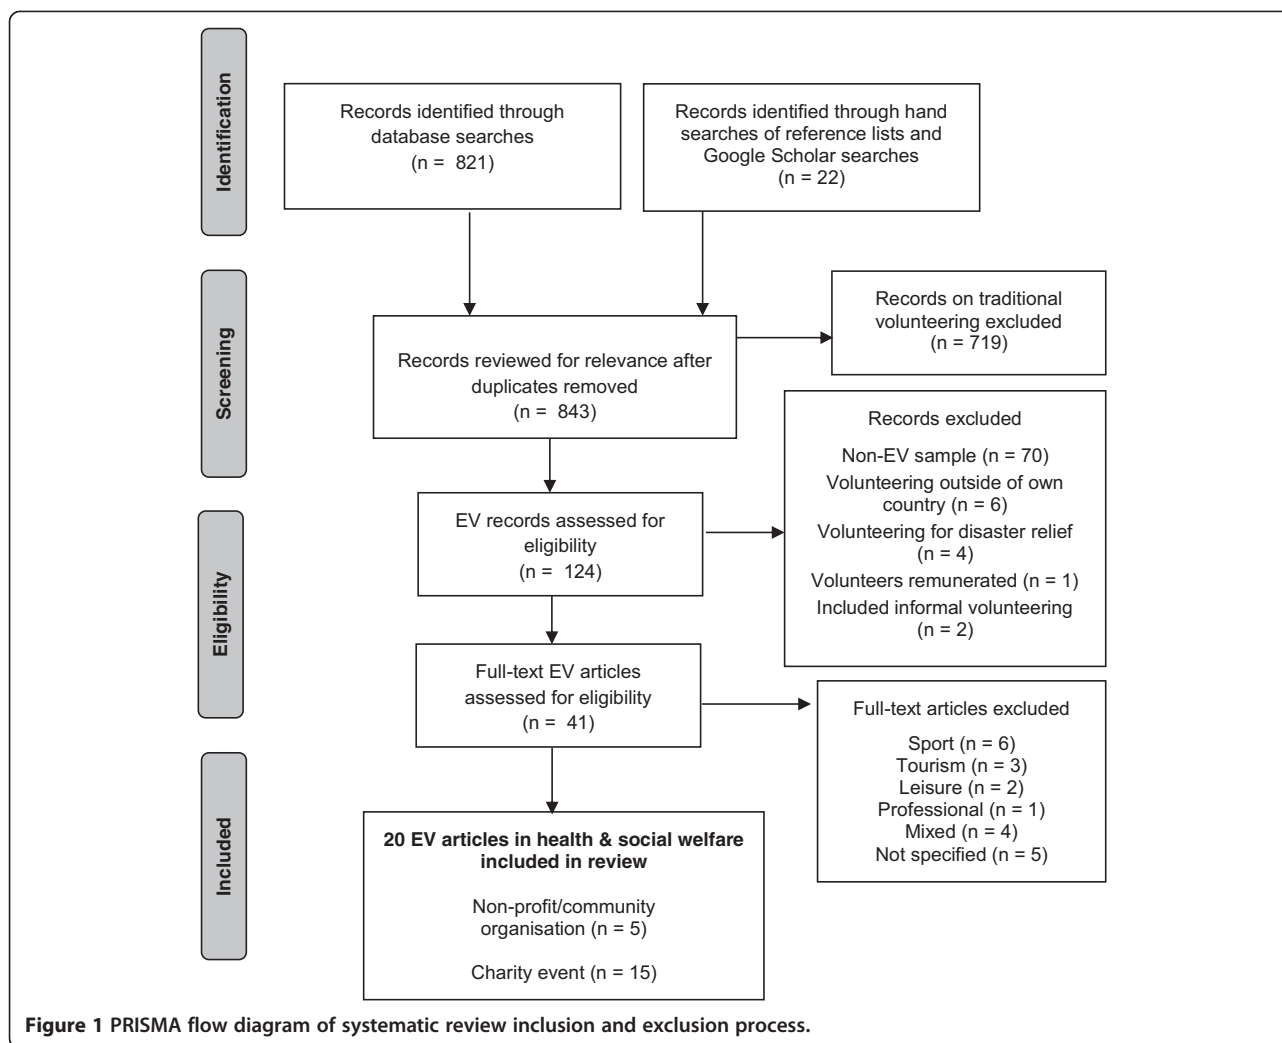 Identification
Records identified through
database searches
(n = 821)
Records identified through hand
searches of reference lists and
Google Scholar searches
(n = 22)
Screening
Records on traditional
volunteering excluded
(n = 719)
Records reviewed for relevance after
duplicates removed
(n = 843)
Records excluded
Non-EV sample (n = 70)
Volunteering outside of own
country (n = 6)
Volunteering for disaster relief
(n = 4)
Volunteers remunerated (n = 1)
Included informal volunteering
(n = 2)
Eligibility
EV records assessed for
eligibility
(n = 124)
Full-text EV articles
assessed for eligibility
(n = 41)
Full-text articles excluded
Sport (n = 6)
Tourism (n = 3)
Leisure (n = 2)
Professional (n = 1)
Mixed (n = 4)
Not specified (n = 5)
Included
20 EV articles in health & social welfare
included in review
Non-profit/community
organisation (n = 5)
Charity event (n = 15)
Figure 1 PRISMA flow diagram of systematic review inclusion and exclusion process.